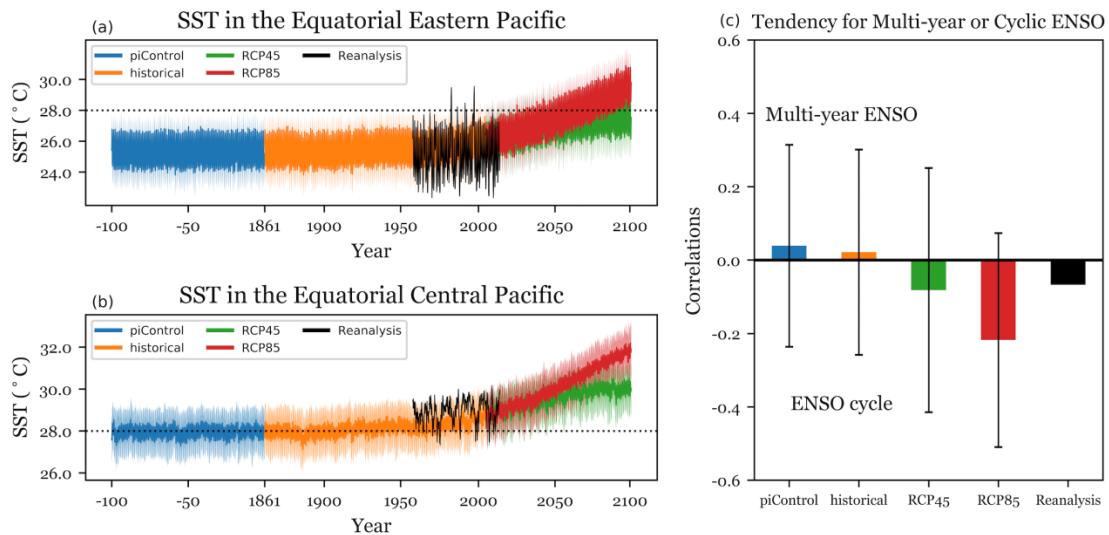 (a) SST in the Equatorial Eastern Pacific
piControl RCP45 Reanalysis
historical RCP85
SST (°C)
30.0
28.0
26.0
24.0
-100 -50 1861 1900 1950 2000 2050 2100
Year
(b) SST in the Equatorial Central Pacific
piControl RCP45 Reanalysis
historical RCP85
SST (°C)
32.0
30.0
28.0
26.0
-100 -50 1861 1900 1950 2000 2050 2100
Year
(c) Tendency for Multi-year or Cyclic ENSO
Correlations
0.6
0.4
0.2
0.0
-0.2
-0.4
-0.6
Multi-year ENSO
ENSO cycle
piControl historical RCP45 RCP85 Reanalysis